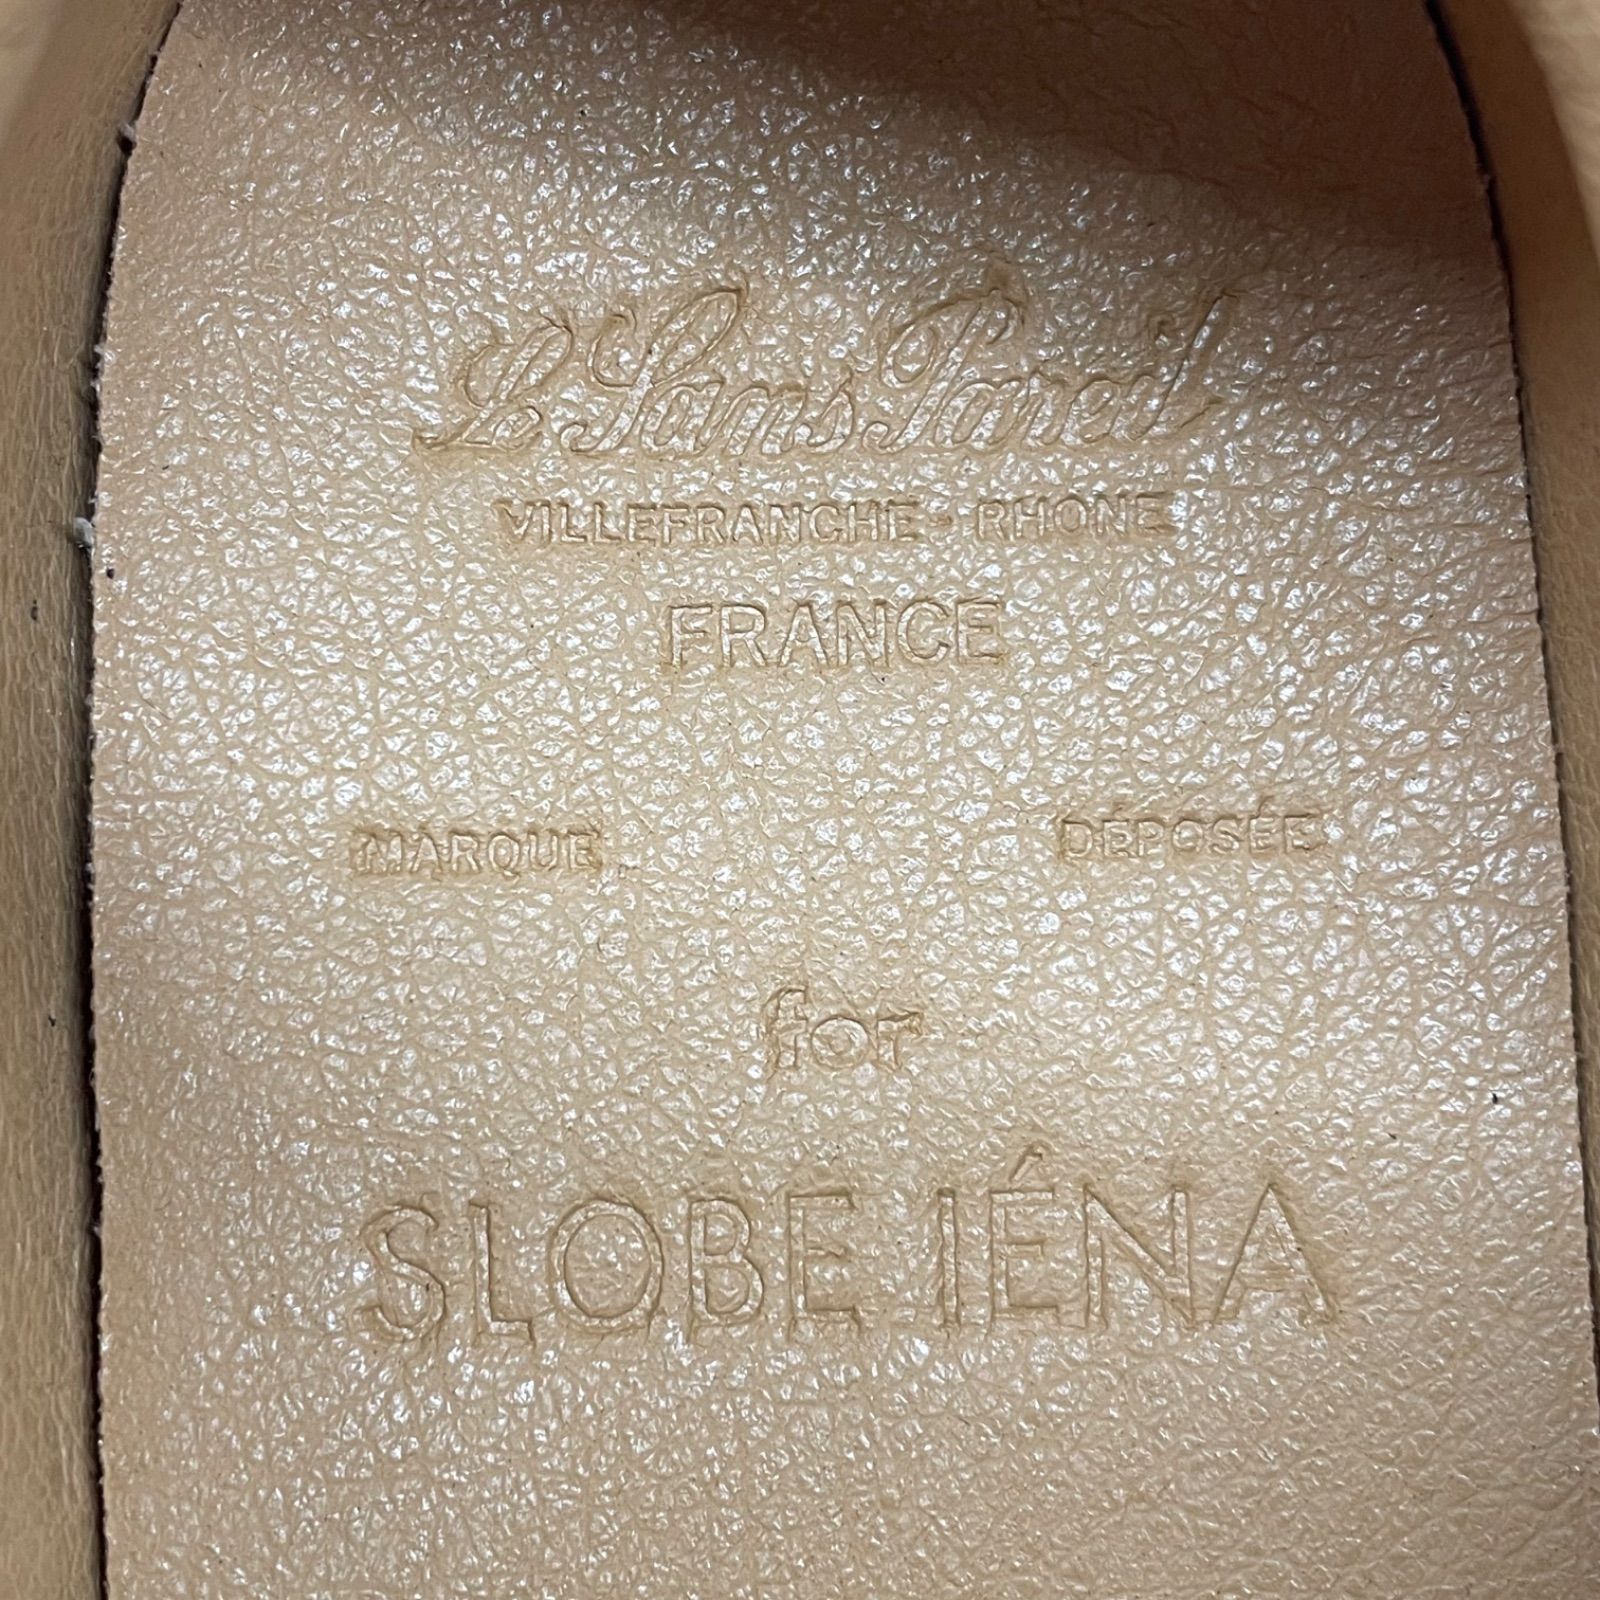 Le Sans Pareil
VILLEFRANCHE - RHONE
FRANCE
MARQUE DÉPOSÉE
for
SLOBE IÉNA